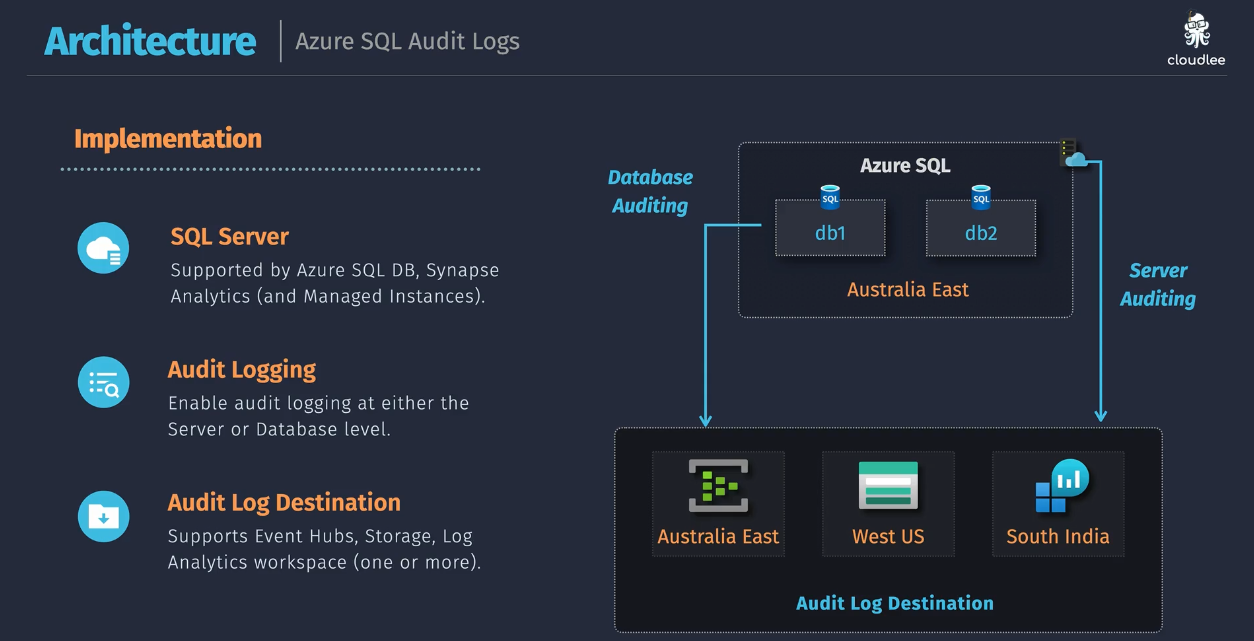 Architecture
Azure SQL Audit Logs
cloudlee
Implementation
SQL Server
Supported by Azure SQL DB, Synapse
Analytics (and Managed Instances).
Audit Logging
Enable audit logging at either the
Server or Database level.
Audit Log Destination
Supports Event Hubs, Storage, Log
Analytics workspace (one or more).
Database
Auditing
Azure SQL
SQL
SQL
db1
db2
Australia East
Server
Auditing
Australia East
West US
South India
Audit Log Destination